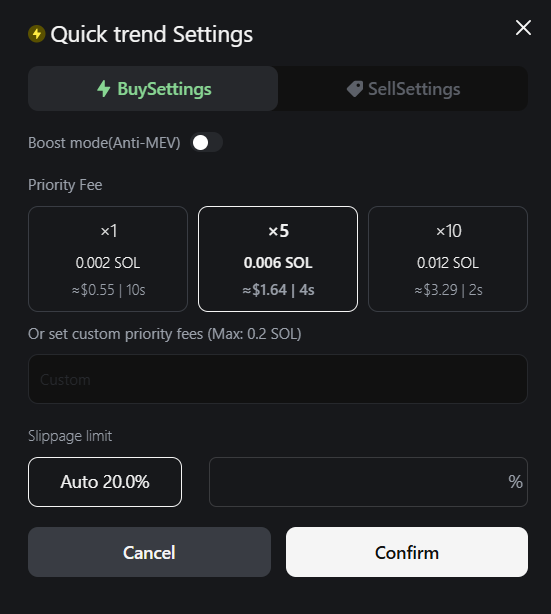 Quick trend Settings
BuySettings
SellSettings
Boost mode(Anti-MEV)
Priority Fee
×1
0.002 SOL
≈$0.55 | 10s
×5
0.006 SOL
≈$1.64 | 4s
×10
0.012 SOL
≈$3.29 | 2s
Or set custom priority fees (Max: 0.2 SOL)
Custom
Slippage limit
Auto 20.0%
%
Cancel
Confirm